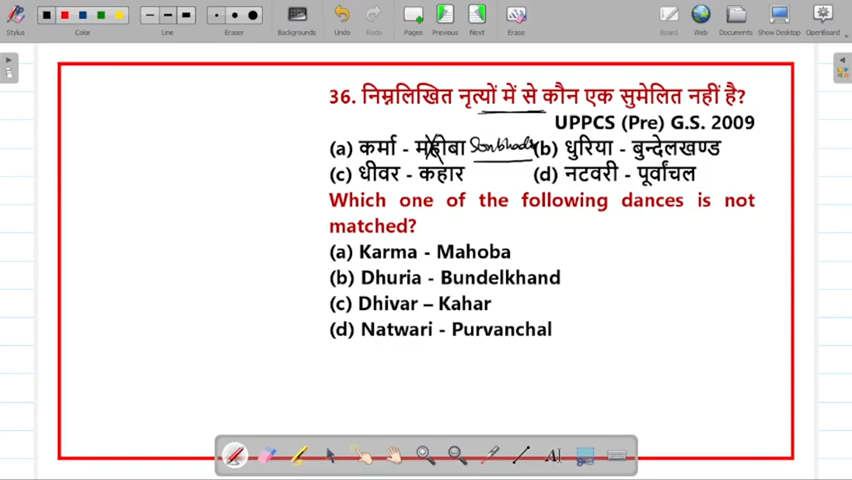 Color Line Eraser Backgrounds Undo Redo Pages Previous Next Erase Board Web Documents Show Desktop OpenBoard
Stylus
36. निम्नलिखित नृत्यों में से कौन एक सुमेलित नहीं है?
UPPCS (Pre) G.S. 2009
(a) कर्मा - महोबा Sonbhadr (b) धुरिया - बुन्देलखण्ड
(c) धीवर - कहार (d) नटवरी - पूर्वांचल
Which one of the following dances is not
matched?
(a) Karma - Mahoba
(b) Dhuria - Bundelkhand
(c) Dhivar – Kahar
(d) Natwari - Purvanchal